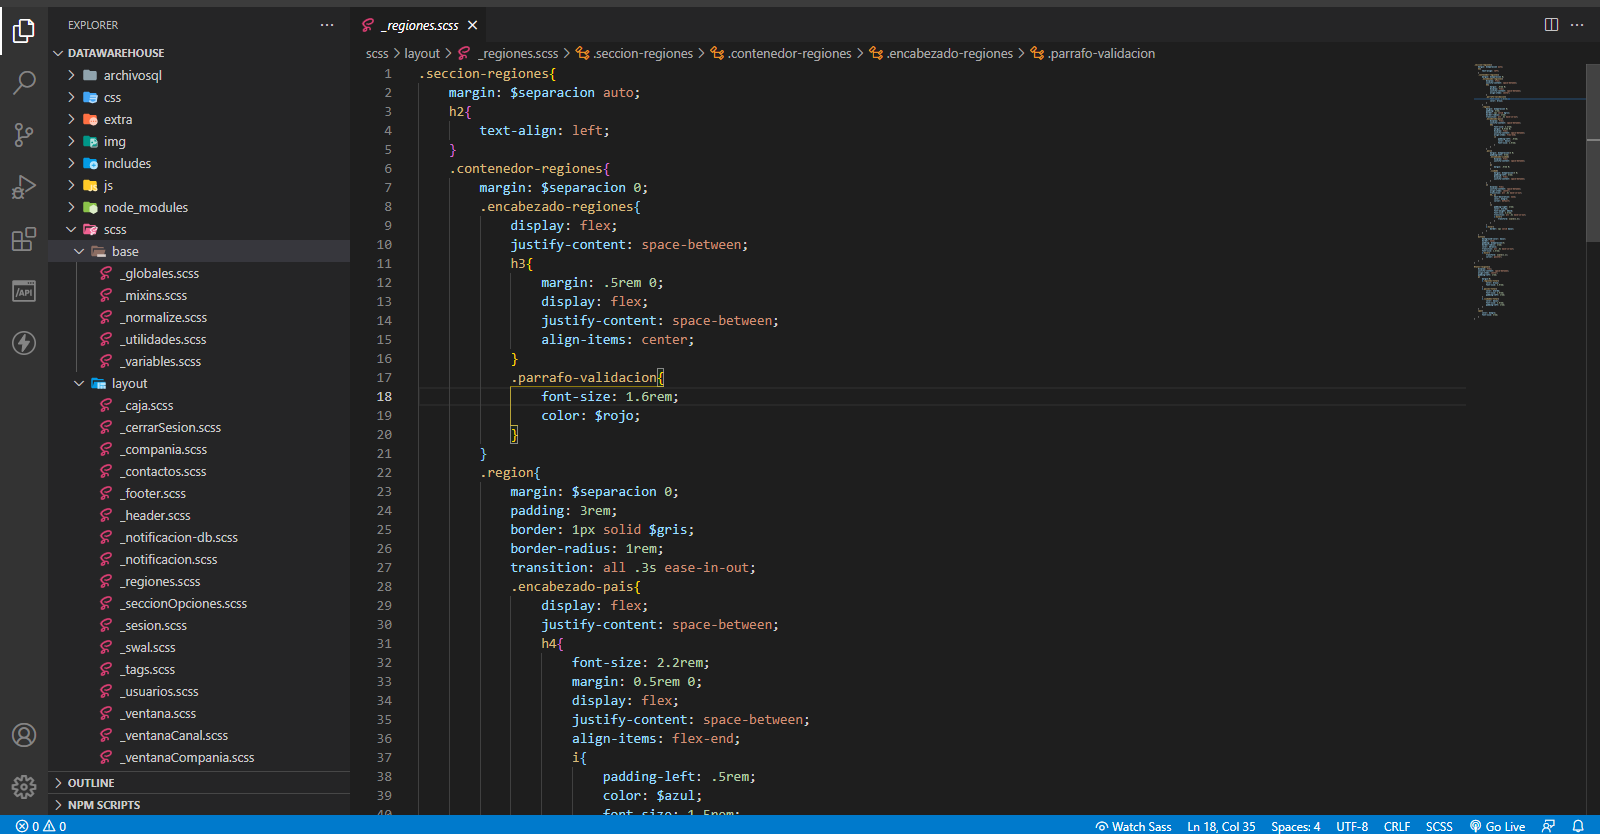 EXPLORER
_regiones.scss
DATAWAREHOUSE
archivosql
css
extra
img
includes
js
node_modules
scss
base
_globales.scss
_mixins.scss
_normalize.scss
_utilidades.scss
_variables.scss
layout
_caja.scss
_cerrarSesion.scss
_compania.scss
_contactos.scss
_footer.scss
_header.scss
_notificacion-db.scss
_notificacion.scss
_regiones.scss
_seccionOpciones.scss
_sesion.scss
_swal.scss
_tags.scss
_usuarios.scss
_ventana.scss
_ventanaCanal.scss
_ventanaCompania.scss
OUTLINE
NPM SCRIPTS
/API
scss > layout > _regiones.scss > .seccion-regiones > .contenedor-regiones > .encabezado-regiones > .parrafo-validacion
1 .seccion-regiones{
2 margin: $separacion auto;
3 h2{
4 text-align: left;
5 }
6 .contenedor-regiones{
7 margin: $separacion 0;
8 .encabezado-regiones{
9 display: flex;
10 justify-content: space-between;
11 h3{
12 margin: .5rem 0;
13 display: flex;
14 justify-content: space-between;
15 align-items: center;
16 }
17 .parrafo-validacion{
18 font-size: 1.6rem;
19 color: $rojo;
20 }
21 }
22 .region{
23 margin: $separacion 0;
24 padding: 3rem;
25 border: 1px solid $gris;
26 border-radius: 1rem;
27 transition: all .3s ease-in-out;
28 .encabezado-pais{
29 display: flex;
30 justify-content: space-between;
31 h4{
32 font-size: 2.2rem;
33 margin: 0.5rem 0;
34 display: flex;
35 justify-content: space-between;
36 align-items: flex-end;
37 i{
38 padding-left: .5rem;
39 color: $azul;
40 font-size: 1.5rem;
0 0 Watch Sass Ln 18, Col 35 Spaces: 4 UTF-8 CRLF SCSS Go Live